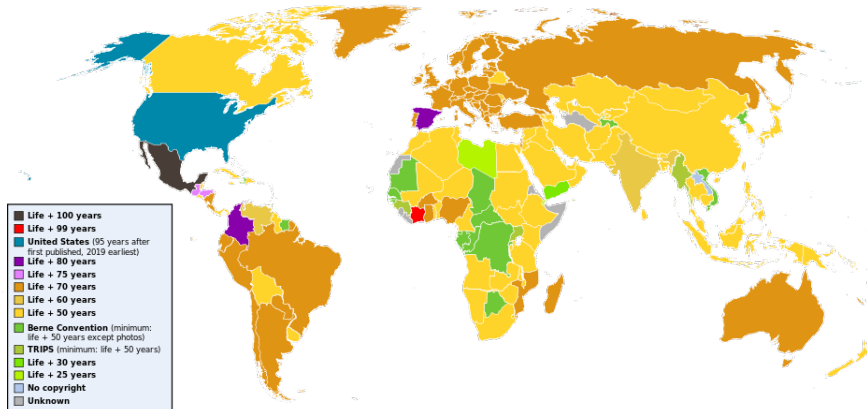 Life + 100 years
Life + 99 years
United States (95 years after
first published, 2019 earliest)
Life + 80 years
Life + 75 years
Life + 70 years
Life + 60 years
Life + 50 years
Berne Convention (minimum:
life + 50 years except photos)
TRIPS (minimum: life + 50 years)
Life + 30 years
Life + 25 years
No copyright
Unknown